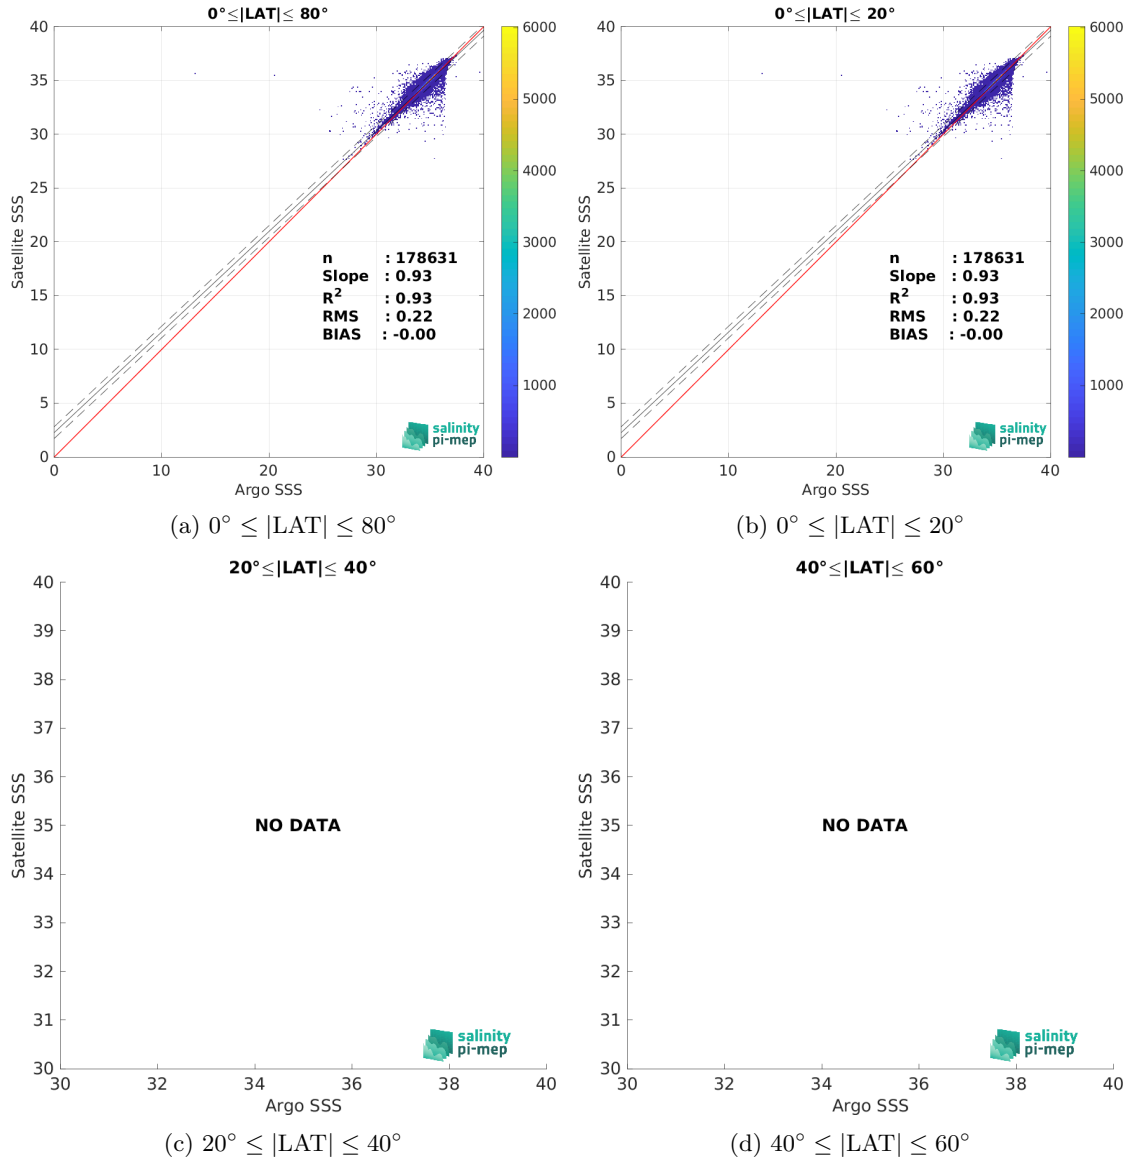 0°≤|LAT|≤ 80°
40
35
30
25
20
15
10
5
0
Satellite SSS
n : 178631
Slope : 0.93
R² : 0.93
RMS : 0.22
BIAS : -0.00
salinity
pi-mep
0 10 20 30 40
Argo SSS
6000
5000
4000
3000
2000
1000
(a) 0° ≤ |LAT| ≤ 80°
0°≤|LAT|≤ 20°
40
35
30
25
20
15
10
5
0
Satellite SSS
n : 178631
Slope : 0.93
R² : 0.93
RMS : 0.22
BIAS : -0.00
salinity
pi-mep
0 10 20 30 40
Argo SSS
6000
5000
4000
3000
2000
1000
(b) 0° ≤ |LAT| ≤ 20°
20°≤|LAT|≤ 40°
40
39
38
37
36
35
34
33
32
31
30
Satellite SSS
NO DATA
salinity
pi-mep
30 32 34 36 38 40
Argo SSS
(c) 20° ≤ |LAT| ≤ 40°
40°≤|LAT|≤ 60°
40
39
38
37
36
35
34
33
32
31
30
Satellite SSS
NO DATA
salinity
pi-mep
30 32 34 36 38 40
Argo SSS
(d) 40° ≤ |LAT| ≤ 60°